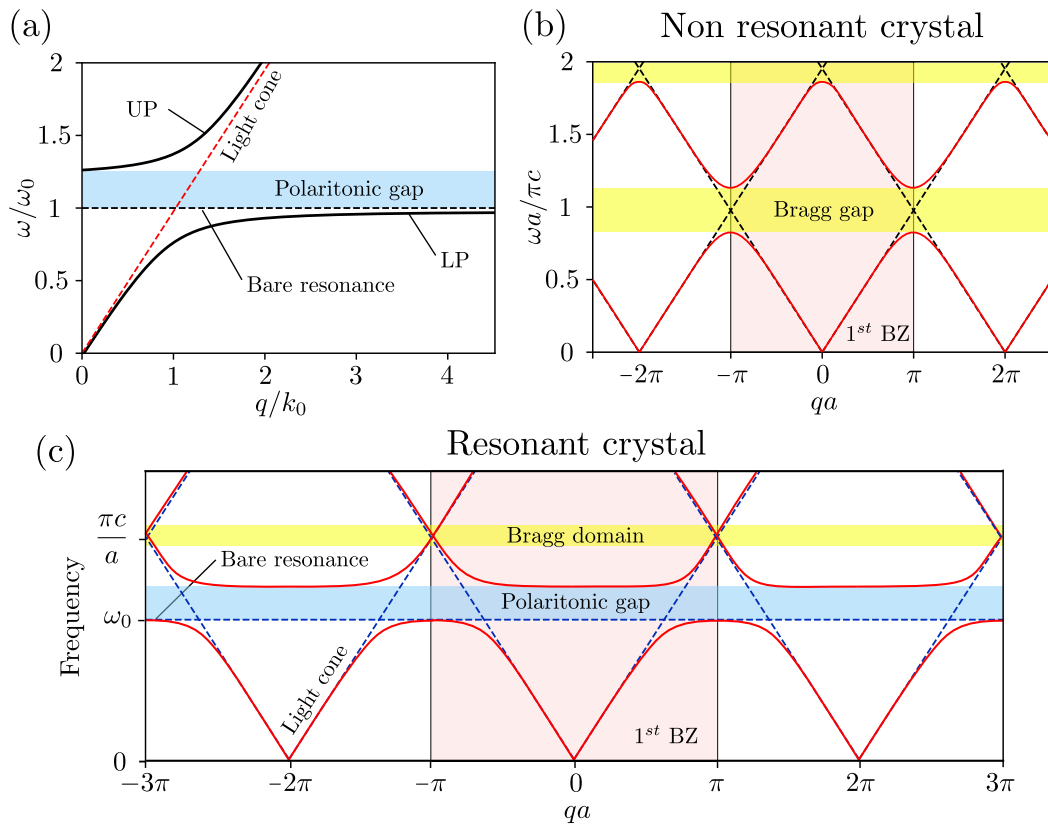 (a)
2
1.5
1
0.5
0
ω/ω₀
UP
Light cone
Polaritonic gap
LP
Bare resonance
0
1
2
3
4
q/k₀
(b)
Non resonant crystal
2
1.5
1
0.5
0
ωa/πc
Bragg gap
1ˢᵗ BZ
−2π
−π
0
π
2π
qa
(c)
Resonant crystal
πc/a
ω₀
0
Frequency
Bragg domain
Bare resonance
Polaritonic gap
Light cone
1ˢᵗ BZ
−3π
-2π
-π
0
π
2π
3π
qa